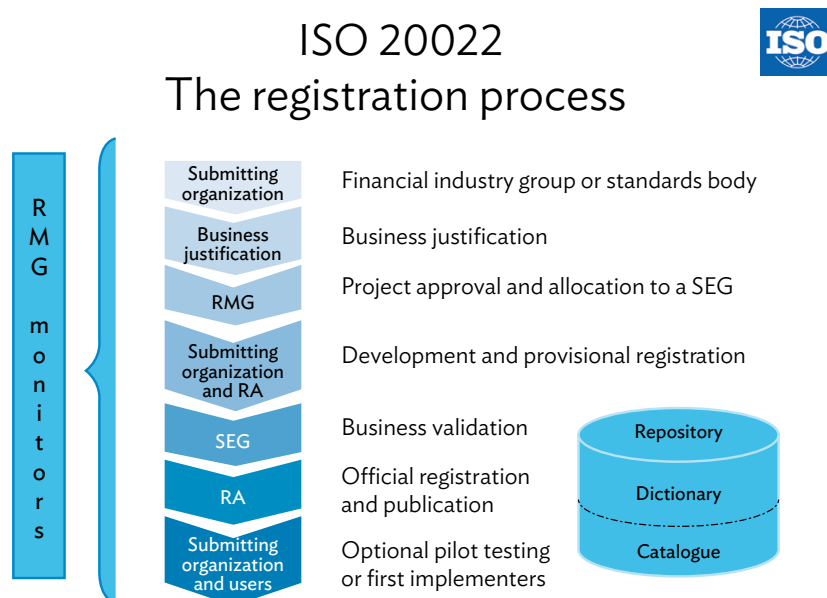 ISO 20022
The registration process
ISO
RMG monitors
Submitting
organization
Financial industry group or standards body
Business
justification
Business justification
RMG
Project approval and allocation to a SEG
Submitting
organization
and RA
Development and provisional registration
SEG
Business validation
RA
Official registration
and publication
Submitting
organization
and users
Optional pilot testing
or first implementers
Repository
Dictionary
Catalogue